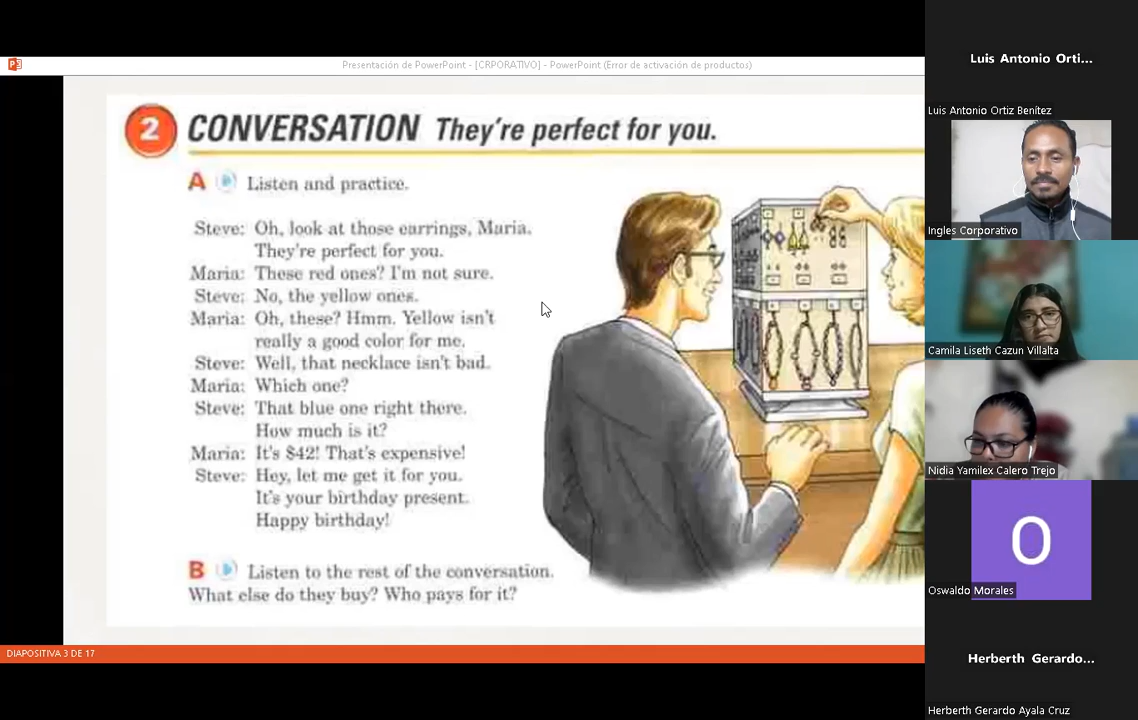 Presentación de PowerPoint - [CRPORATIVO] - PowerPoint (Error de activación de productos)
2 CONVERSATION They're perfect for you.
A Listen and practice.
Steve: Oh, look at those earrings, Maria.
They're perfect for you.
Maria: These red ones? I'm not sure.
Steve: No, the yellow ones.
Maria: Oh, these? Hmm. Yellow isn't
really a good color for me.
Steve: Well, that necklace isn't bad.
Maria: Which one?
Steve: That blue one right there.
How much is it?
Maria: It's $42! That's expensive!
Steve: Hey, let me get it for you.
It's your birthday present.
Happy birthday!
B Listen to the rest of the conversation.
What else do they buy? Who pays for it?
DIAPOSITIVA 3 DE 17
Luis Antonio Orti...
Luis Antonio Ortiz Benítez
Ingles Corporativo
Camila Liseth Cazun Villalta
Nidia Yamilex Calero Trejo
O
Oswaldo Morales
Herberth Gerardo...
Herberth Gerardo Ayala Cruz